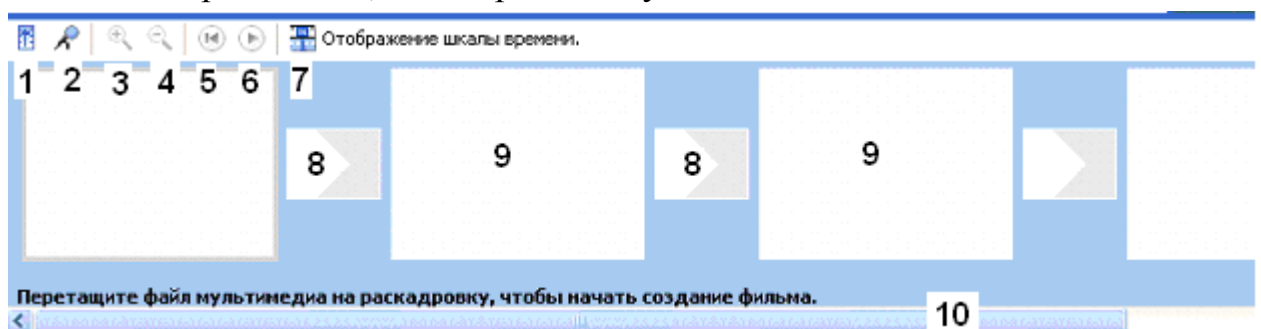 Отображение шкалы времени.
1 2 3 4 5 6 7
8 9 8 9
Перетащите файл мультимедиа на раскадровку, чтобы начать создание фильма.
10